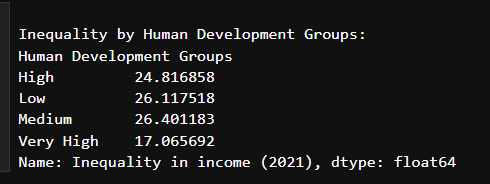 Inequality by Human Development Groups:
Human Development Groups
High         24.816858
Low          26.117518
Medium       26.401183
Very High    17.065692
Name: Inequality in income (2021), dtype: float64